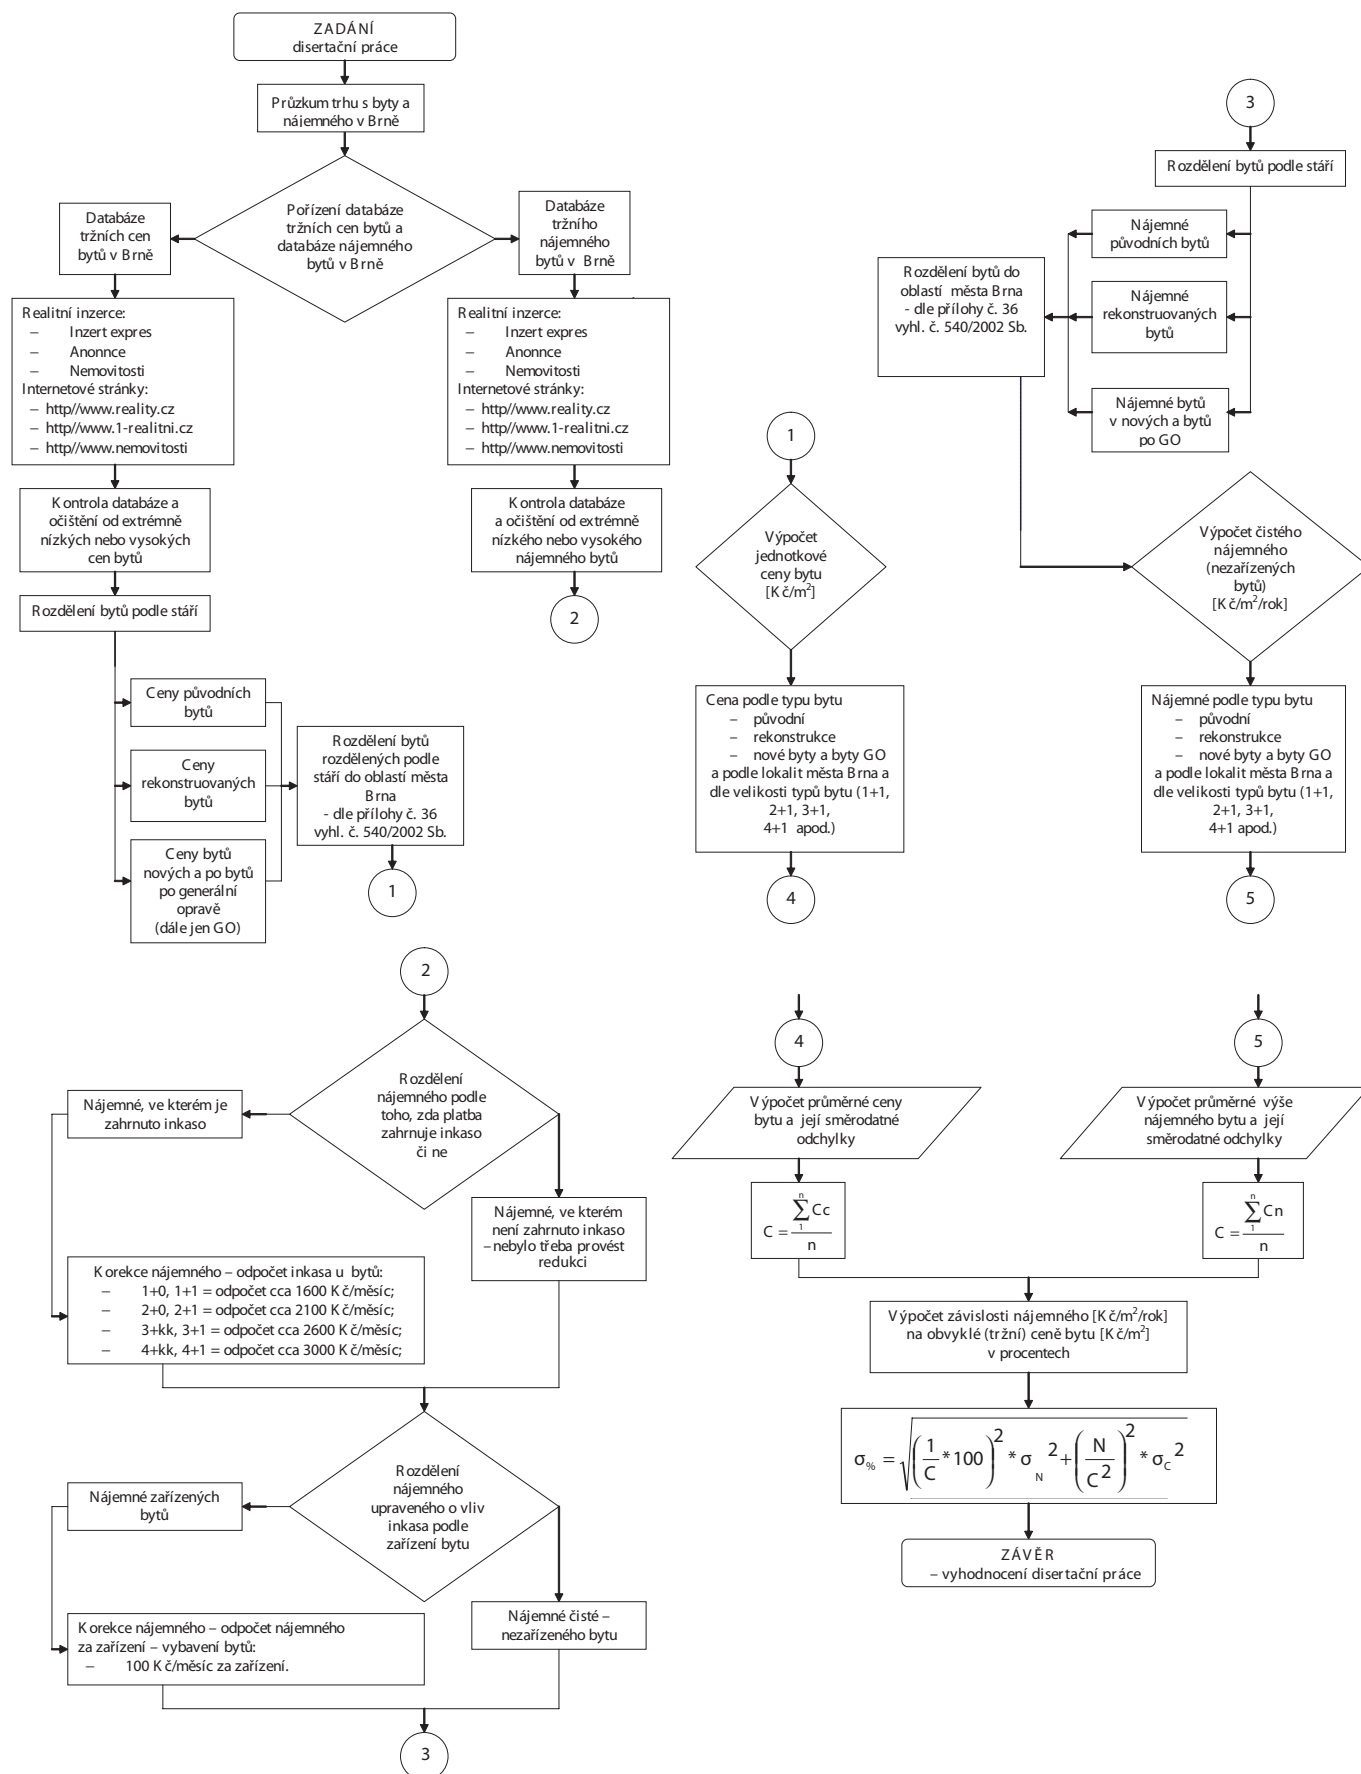 ZADÁNÍ
disertační práce
Průzkum trhu s byty a
nájemného v Brně
Pořízení databáze
tržních cen bytů a
databáze nájemného
bytů v Brně
Databáze
tržních cen
bytů v Brně
Databáze
tržního
nájemného
bytů v Brně
Realitní inzerce:
– Inzert expres
– Anonnce
– Nemovitosti
Internetové stránky:
– http//www.reality.cz
– http//www.1-realitni.cz
– http//www.nemovitosti
Realitní inzerce:
– Inzert expres
– Anonnce
– Nemovitosti
Internetové stránky:
– http//www.reality.cz
– http//www.1-realitni.cz
– http//www.nemovitosti
Kontrola databáze a
očištění od extrémně
nízkých nebo vysokých
cen bytů
Kontrola databáze
a očištění od extrémně
nízkého nebo vysokého
nájemného bytů
2
Rozdělení bytů podle stáří
Ceny původních
bytů
Ceny
rekonstruovaných
bytů
Ceny bytů
nových a po bytů
po generální
opravě
(dále jen GO)
Rozdělení bytů
rozdělených podle
stáří do oblastí města
Brna
- dle přílohy č. 36
vyhl. č. 540/2002 Sb.
1
2
Rozdělení
nájemného podle
toho, zda platba
zahrnuje inkaso
či ne
Nájemné, ve kterém je
zahrnuto inkaso
Nájemné, ve kterém
není zahrnuto inkaso
– nebylo třeba provést
redukci
Korekce nájemného – odpočet inkasa u bytů:
– 1+0, 1+1 = odpočet cca 1600 Kč/měsíc;
– 2+0, 2+1 = odpočet cca 2100 Kč/měsíc;
– 3+kk, 3+1 = odpočet cca 2600 Kč/měsíc;
– 4+kk, 4+1 = odpočet cca 3000 Kč/měsíc;
Rozdělení
nájemného
upraveného o vliv
inkasa podle
zařízení bytu
Nájemné zařízených
bytů
Nájemné čisté –
nezařízeného bytu
Korekce nájemného – odpočet nájemného
za zařízení – vybavení bytů:
– 100 Kč/měsíc za zařízení.
3
3
Rozdělení bytů podle stáří
Nájemné
původních bytů
Nájemné
rekonstruovaných
bytů
Nájemné bytů
v nových a bytů
po GO
Rozdělení bytů do
oblastí města Brna
- dle přílohy č. 36
vyhl. č. 540/2002 Sb.
1
Výpočet
jednotkové
ceny bytu
[Kč/m²]
Výpočet čistého
nájemného
(nezařízených
bytů)
[Kč/m²/rok]
Cena podle typu bytu
– původní
– rekonstrukce
– nové byty a byty GO
a podle lokalit města Brna a
dle velikosti typů bytu (1+1,
2+1, 3+1,
4+1 apod.)
Nájemné podle typu bytu
– původní
– rekonstrukce
– nové byty a byty GO
a podle lokalit města Brna a
dle velikosti typů bytu (1+1,
2+1, 3+1,
4+1 apod.)
4
5
4
5
Výpočet průměrné ceny
bytu a její směrodatné
odchylky
Výpočet průměrné výše
nájemného bytu a její
směrodatné odchylky
C = n∑1 Cc / n
C = n∑1 Cn / n
Výpočet závislosti nájemného [Kč/m²/rok]
na obvyklé (tržní) ceně bytu [Kč/m²]
v procentech
σ% = √((1/C * 100)² * σN² + (N/C²)² * σC²)
ZÁVĚR
– vyhodnocení disertační práce